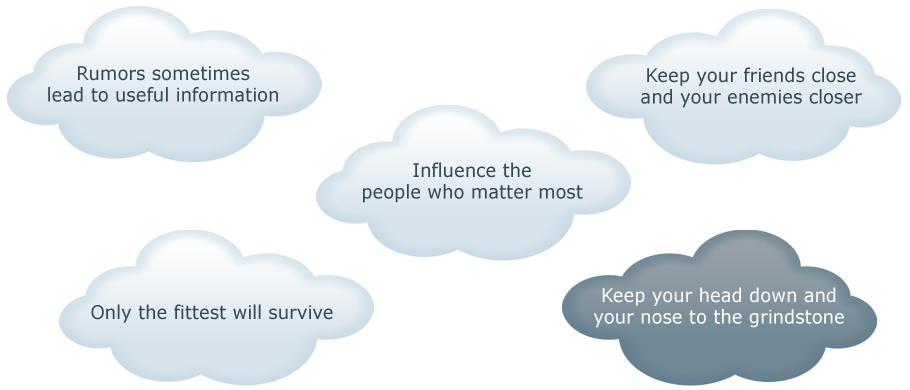 Rumors sometimes
lead to useful information
Keep your friends close
and your enemies closer
Influence the
people who matter most
Only the fittest will survive
Keep your head down and
your nose to the grindstone